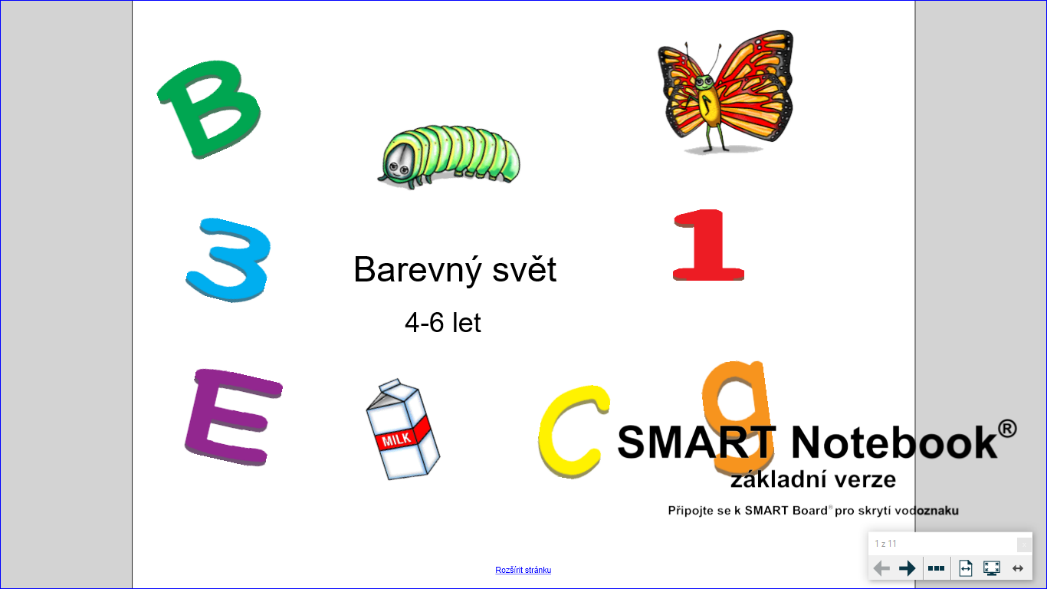 B
3
Barevný svět
1
4-6 let
E
MILK
C
g
SMART Notebook®
základní verze
Připojte se k SMART Board® pro skrytí vodoznaku
1 z 11
Rozšířit stránku